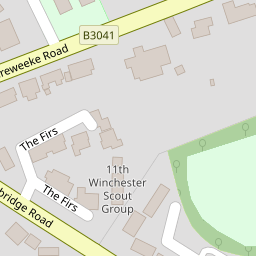 B3041
reweeke Road
The Firs
11th
Winchester
Scout
Group
The Firs
bridge Road